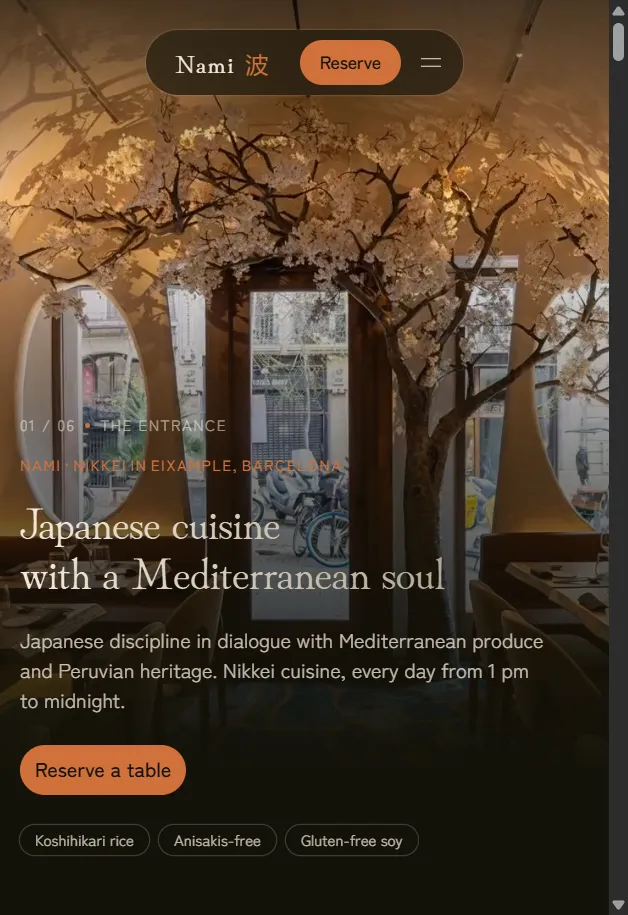 Nami 波
Reserve
01 / 06 • THE ENTRANCE
NAMI · NIKKEI IN EIXAMPLE, BARCELONA
Japanese cuisine
with a Mediterranean soul
Japanese discipline in dialogue with Mediterranean produce
and Peruvian heritage. Nikkei cuisine, every day from 1 pm
to midnight.
Reserve a table
Koshihikari rice
Anisakis-free
Gluten-free soy